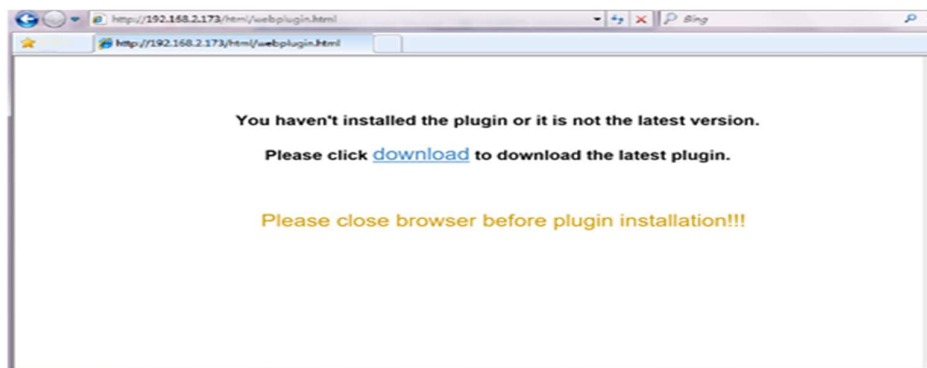 http://192.168.2.173/html/webplugin.html
Bing
http://192.168.2.173/html/webplugin.html
You haven't installed the plugin or it is not the latest version.
Please click download to download the latest plugin.
Please close browser before plugin installation!!!